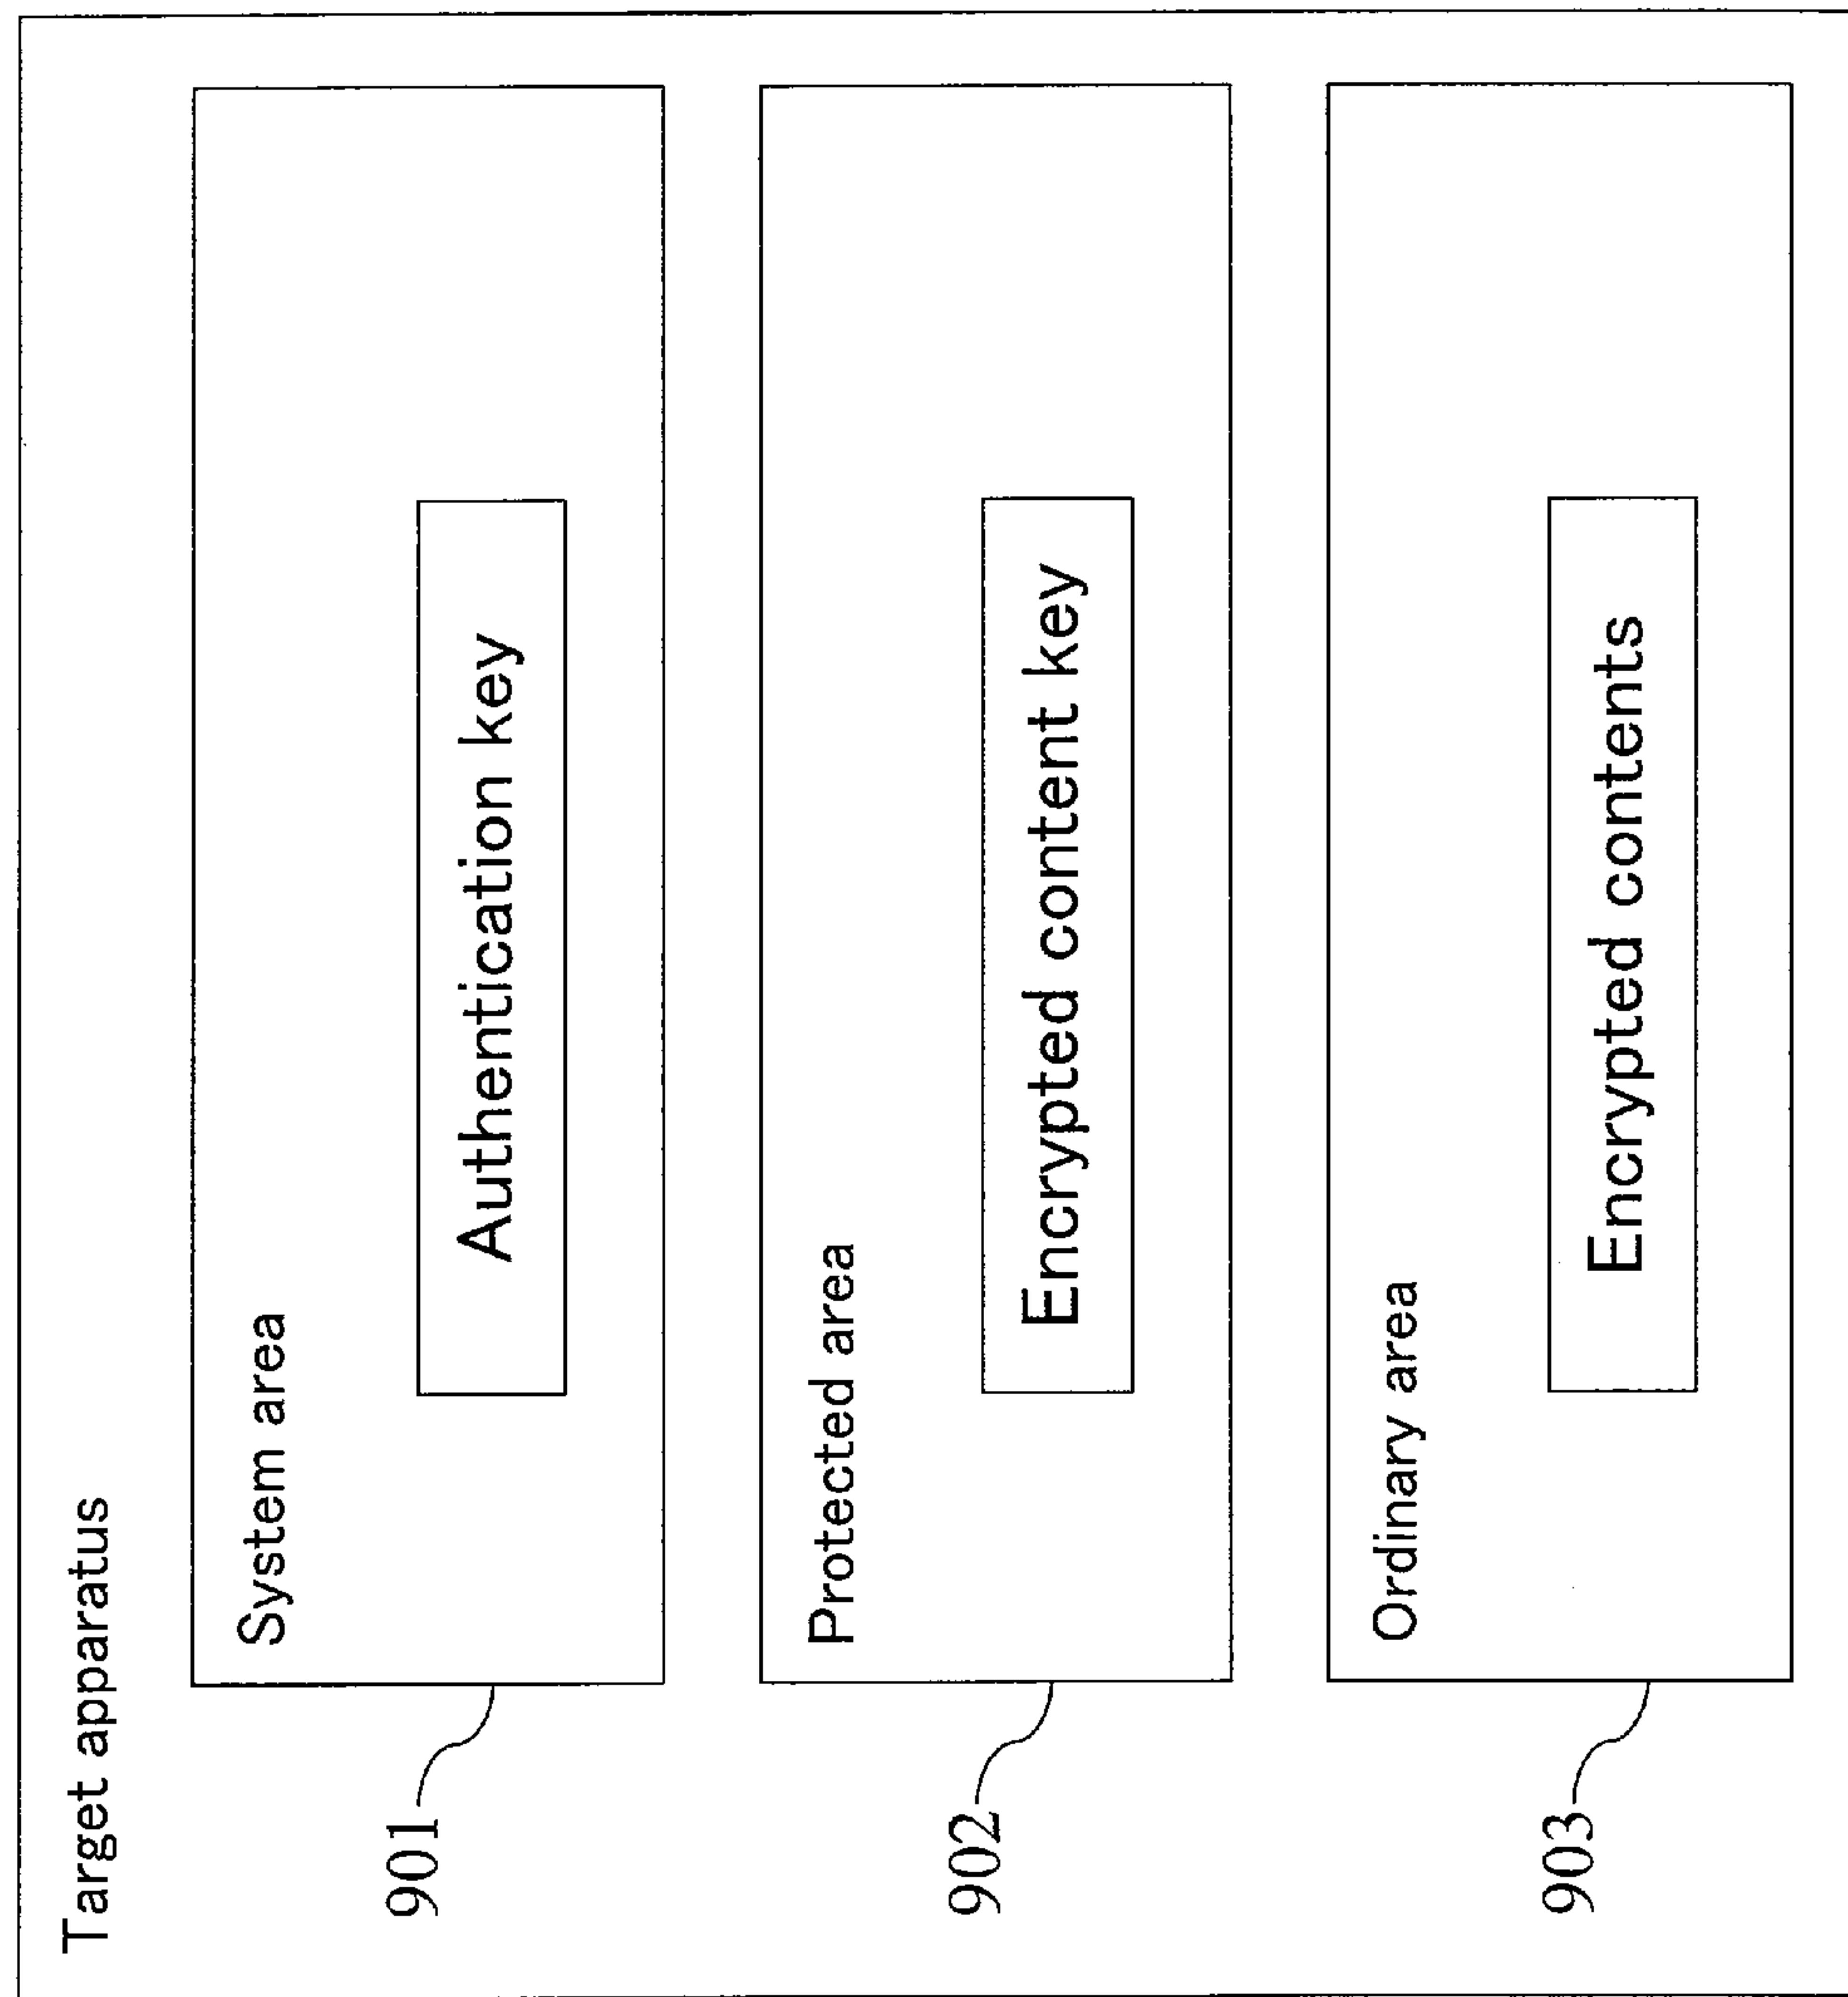 Target apparatus
901
System area
Authentication key
902
Protected area
Encrypted content key
903
Ordinary area
Encrypted contents